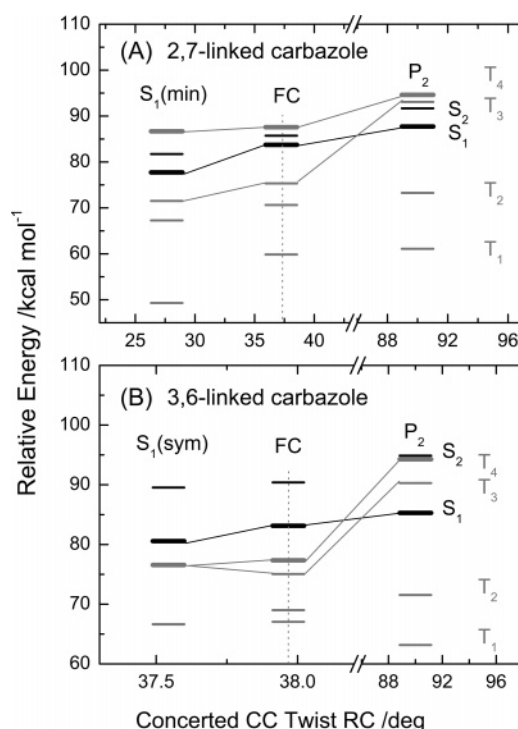 (A) 2,7-linked carbazole
S₁(min)
FC
P₂
T₄
T₃
S₂
S₁
T₂
T₁
100
90
80
70
60
50
25 30 35 40 90 92 96
(B) 3,6-linked carbazole
S₁(sym)
FC
P₂
S₂
T₄
T₃
S₁
T₂
T₁
110
100
90
80
70
60
37.5 38.0 90 92 96
Relative Energy /kcal mol⁻¹
Concerted CC Twist RC /deg